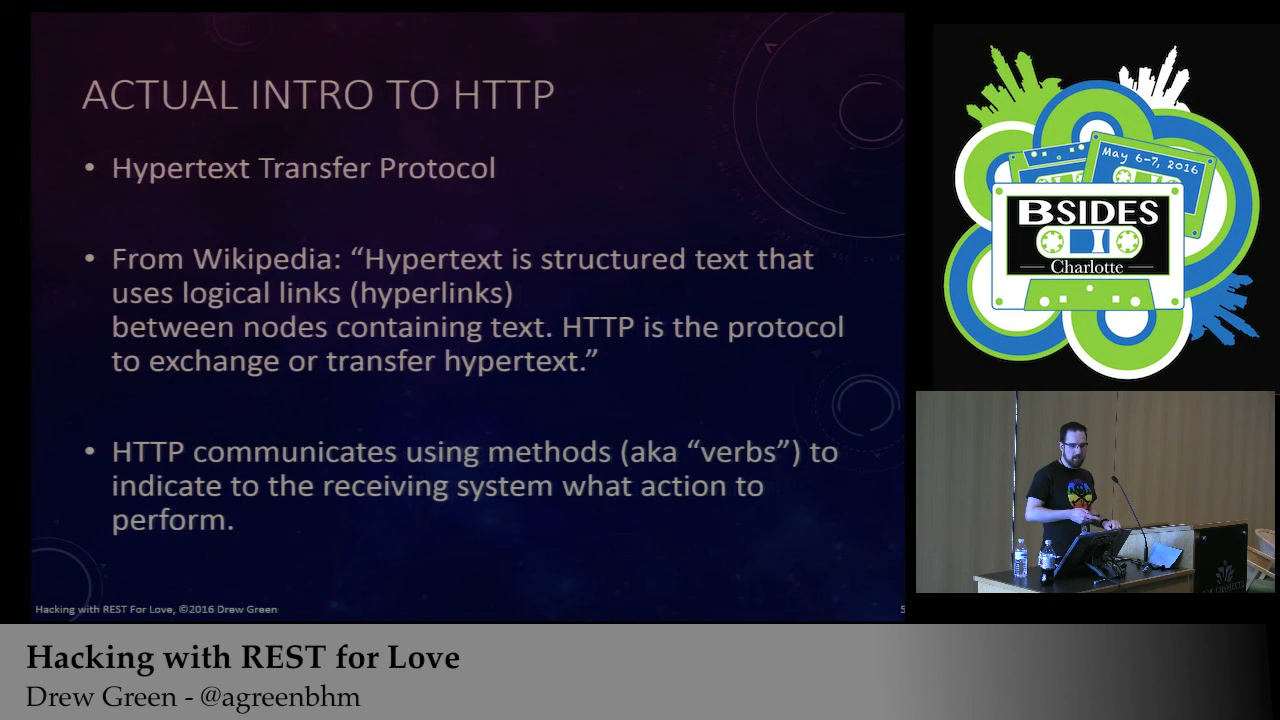 ACTUAL INTRO TO HTTP
• Hypertext Transfer Protocol
• From Wikipedia: “Hypertext is structured text that
uses logical links (hyperlinks)
between nodes containing text. HTTP is the protocol
to exchange or transfer hypertext.”
• HTTP communicates using methods (aka “verbs”) to
indicate to the receiving system what action to
perform.
Hacking with REST For Love, ©2016 Drew Green
5
May 6-7, 2016
BSIDES
Charlotte
Hacking with REST for Love
Drew Green - @agreenbhm